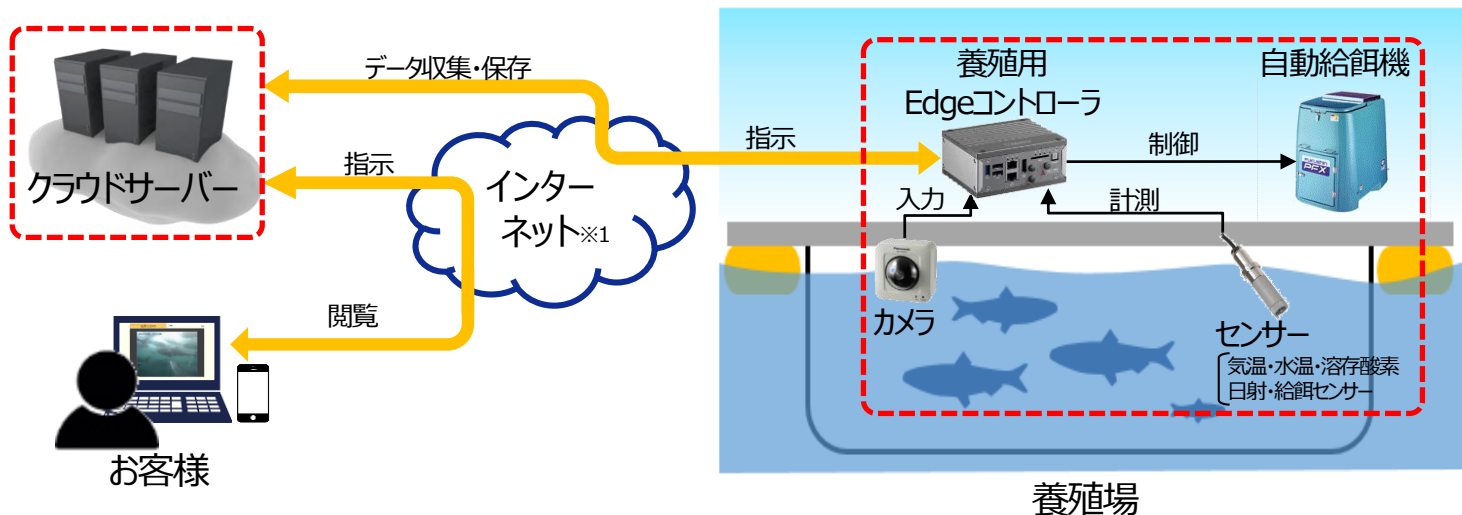 データ収集・保存
指示
クラウドサーバー
インター
ネット※1
閲覧
お客様
養殖用
Edgeコントローラ
自動給餌機
指示
制御
入力
計測
FUKUSHIN
PFX
カメラ
センサー
気温・水温・溶存酸素
日射・給餌センサー
養殖場